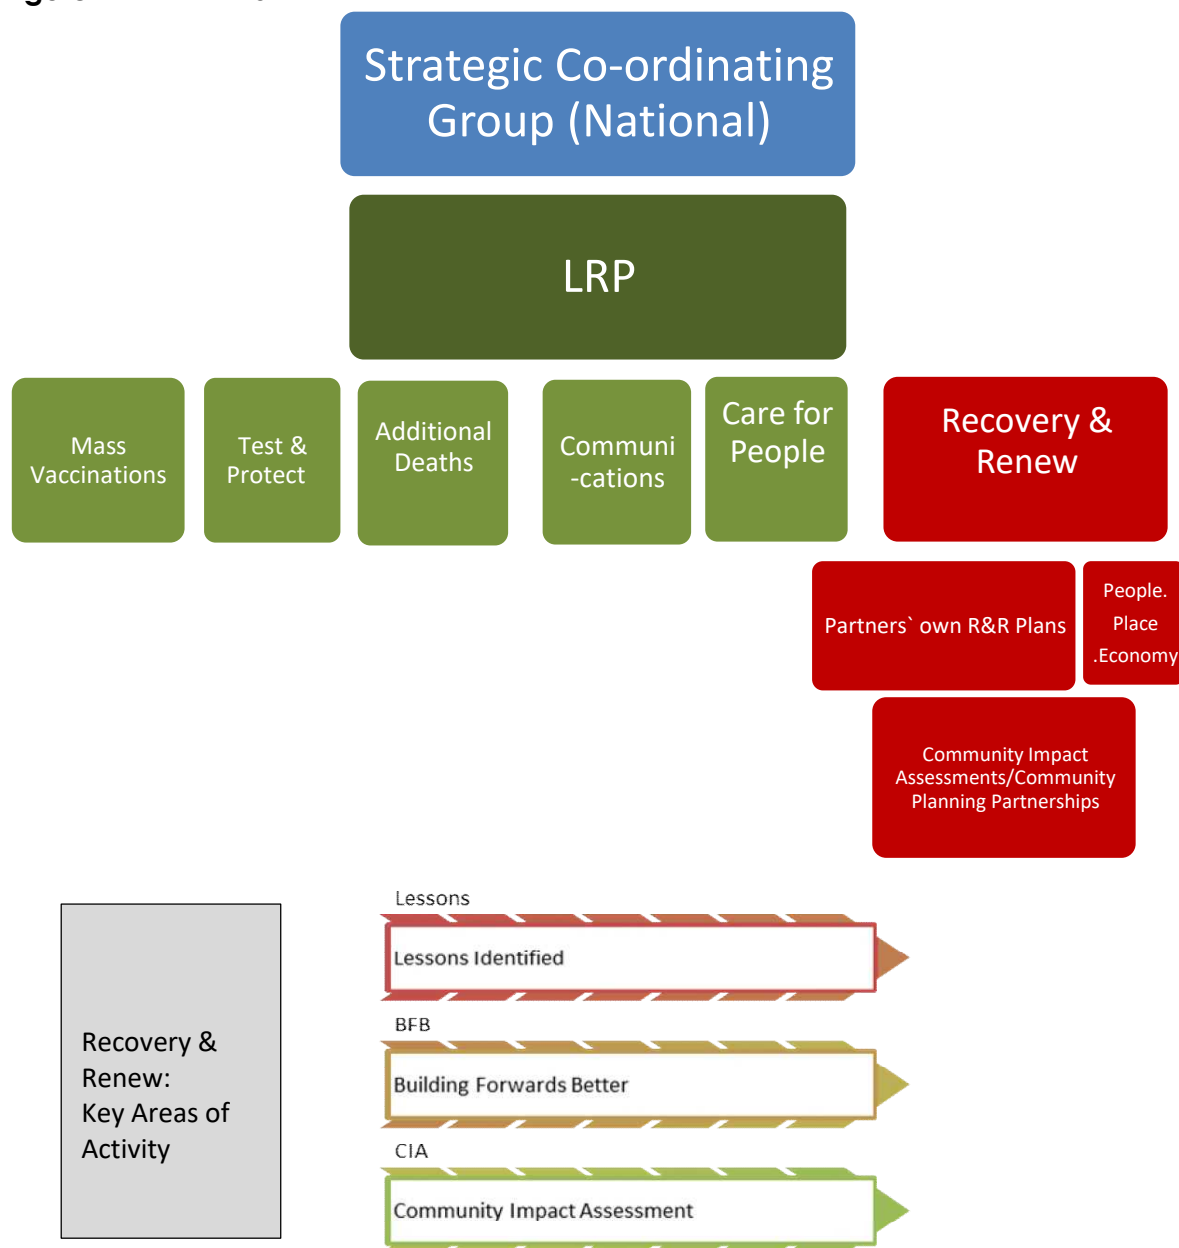 Strategic Co-ordinating
Group (National)
LRP
Mass
Vaccinations
Test &
Protect
Additional
Deaths
Communi
-cations
Care for
People
Recovery &
Renew
Partners` own R&R Plans
People.
Place
.Economy
Community Impact
Assessments/Community
Planning Partnerships
Recovery &
Renew:
Key Areas of
Activity
Lessons
Lessons Identified
BFB
Building Forwards Better
CIA
Community Impact Assessment